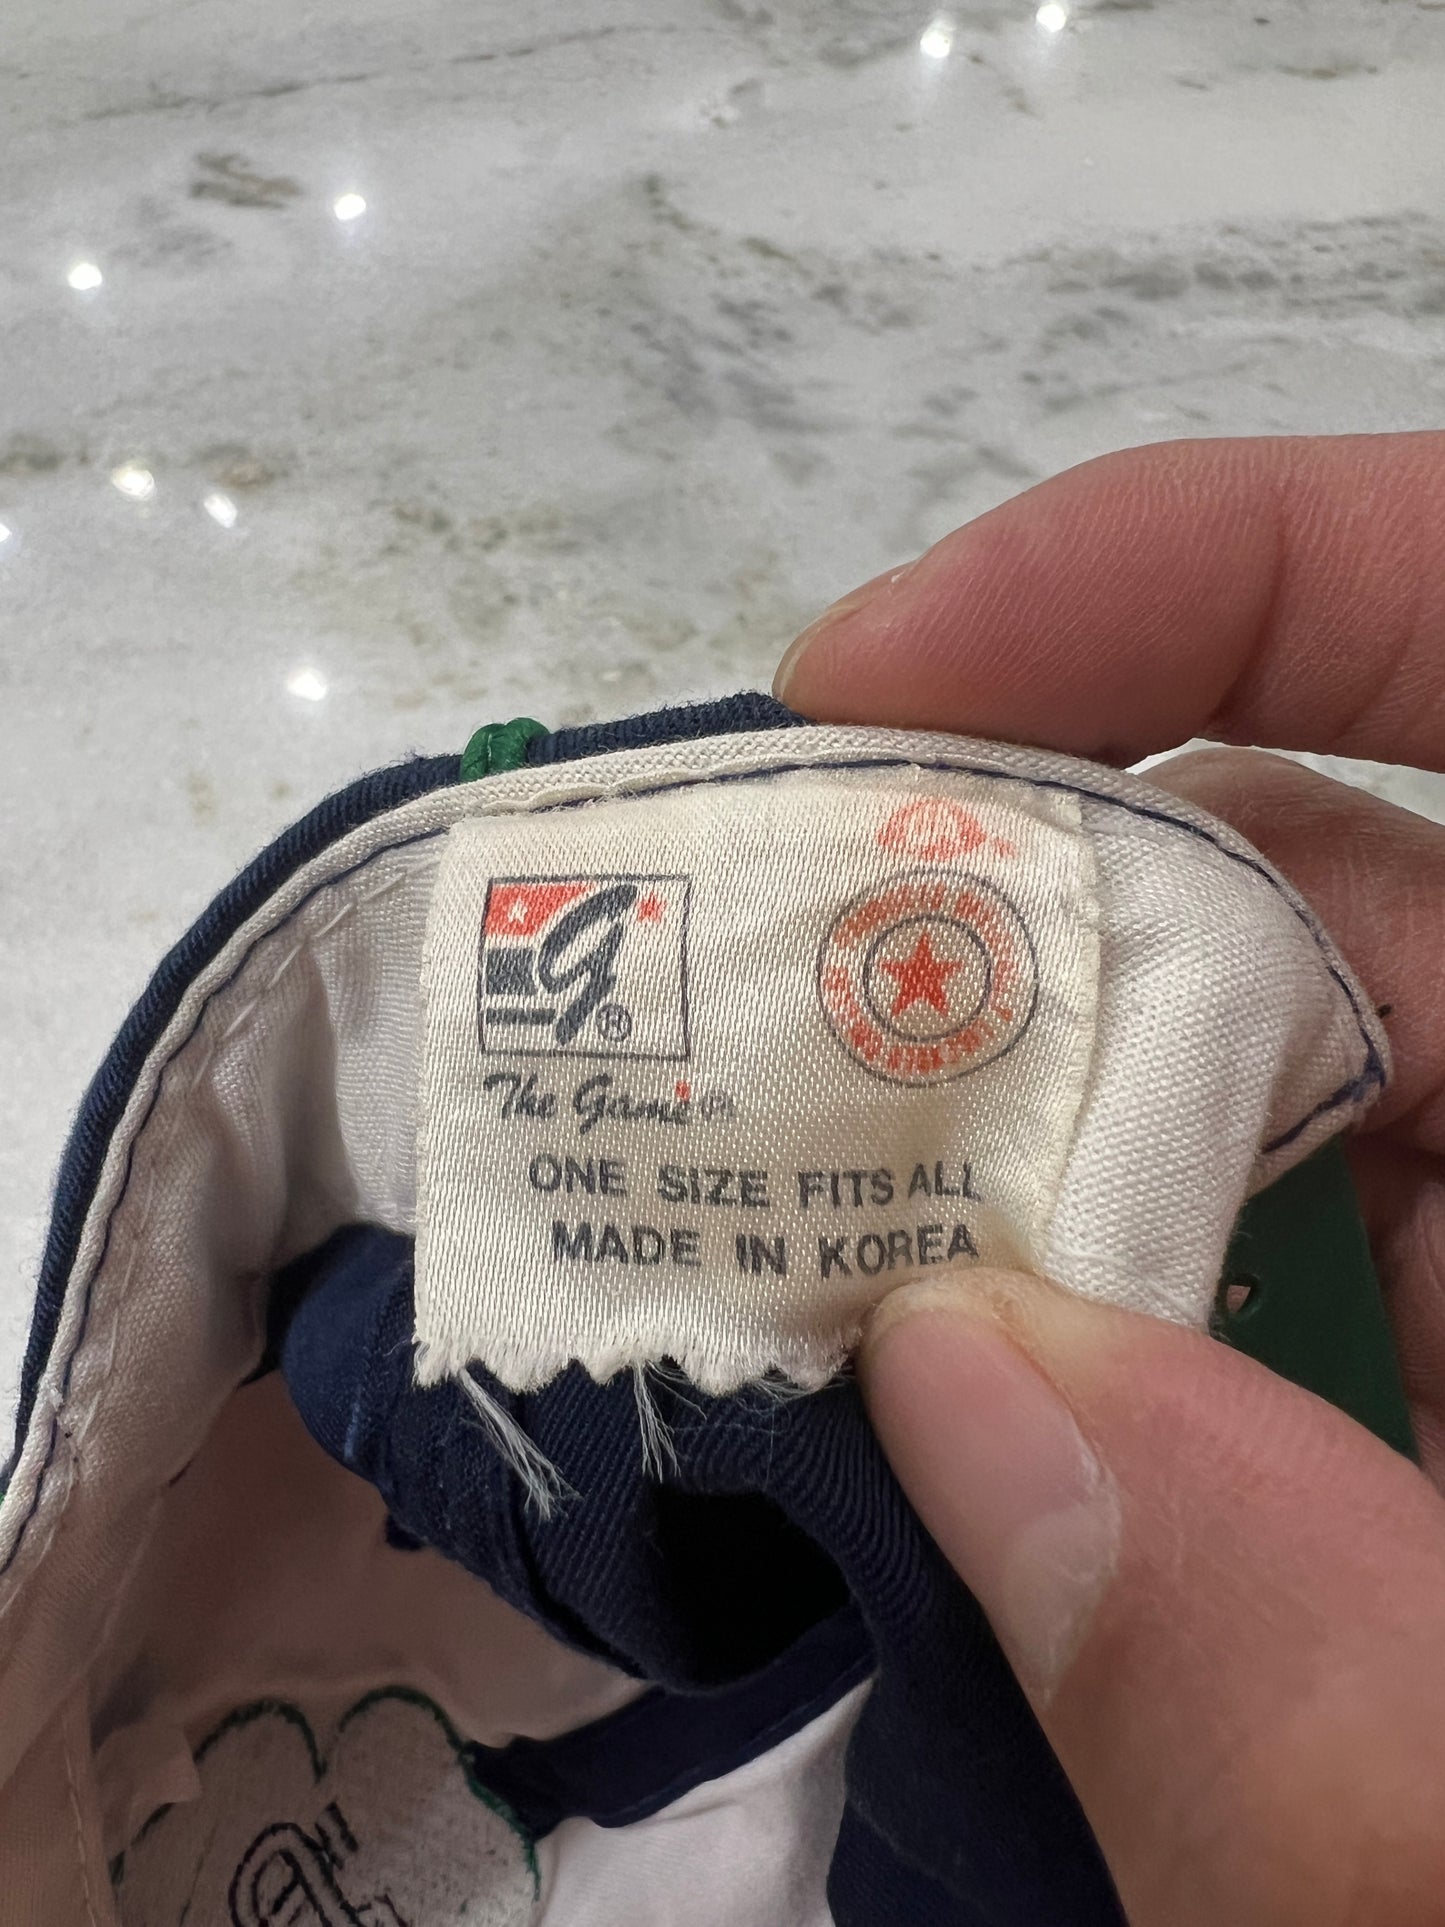 G®
The Game
ONE SIZE FITS ALL
MADE IN KOREA